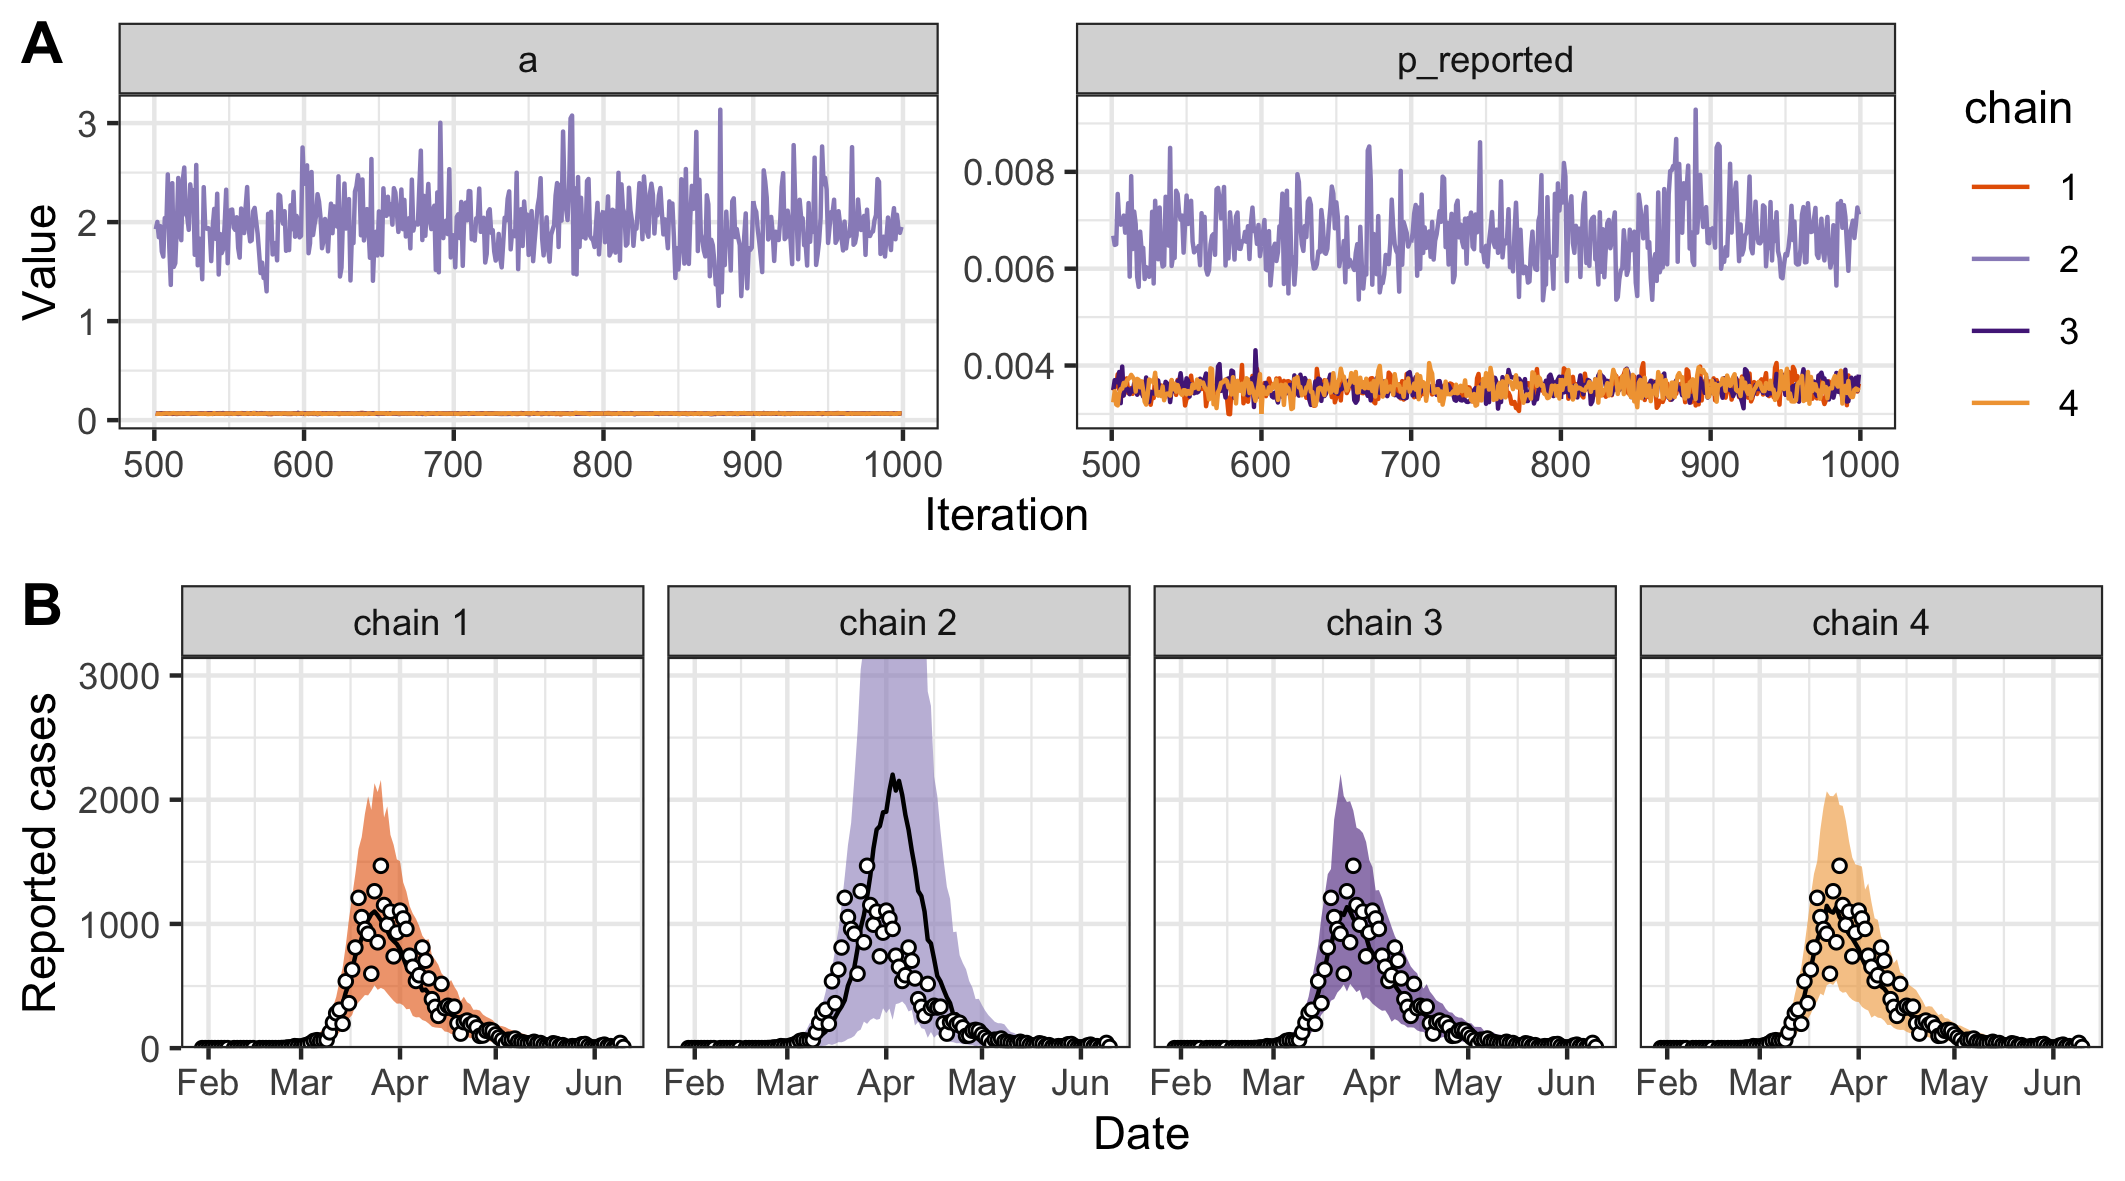 A
a
p_reported
Value
3
2
1
0
0.008
0.006
0.004
500 600 700 800 900 1000
500 600 700 800 900 1000
Iteration
chain
1
2
3
4
B
chain 1
chain 2
chain 3
chain 4
Reported cases
3000
2000
1000
0
Feb Mar Apr May Jun
Feb Mar Apr May Jun
Feb Mar Apr May Jun
Feb Mar Apr May Jun
Date